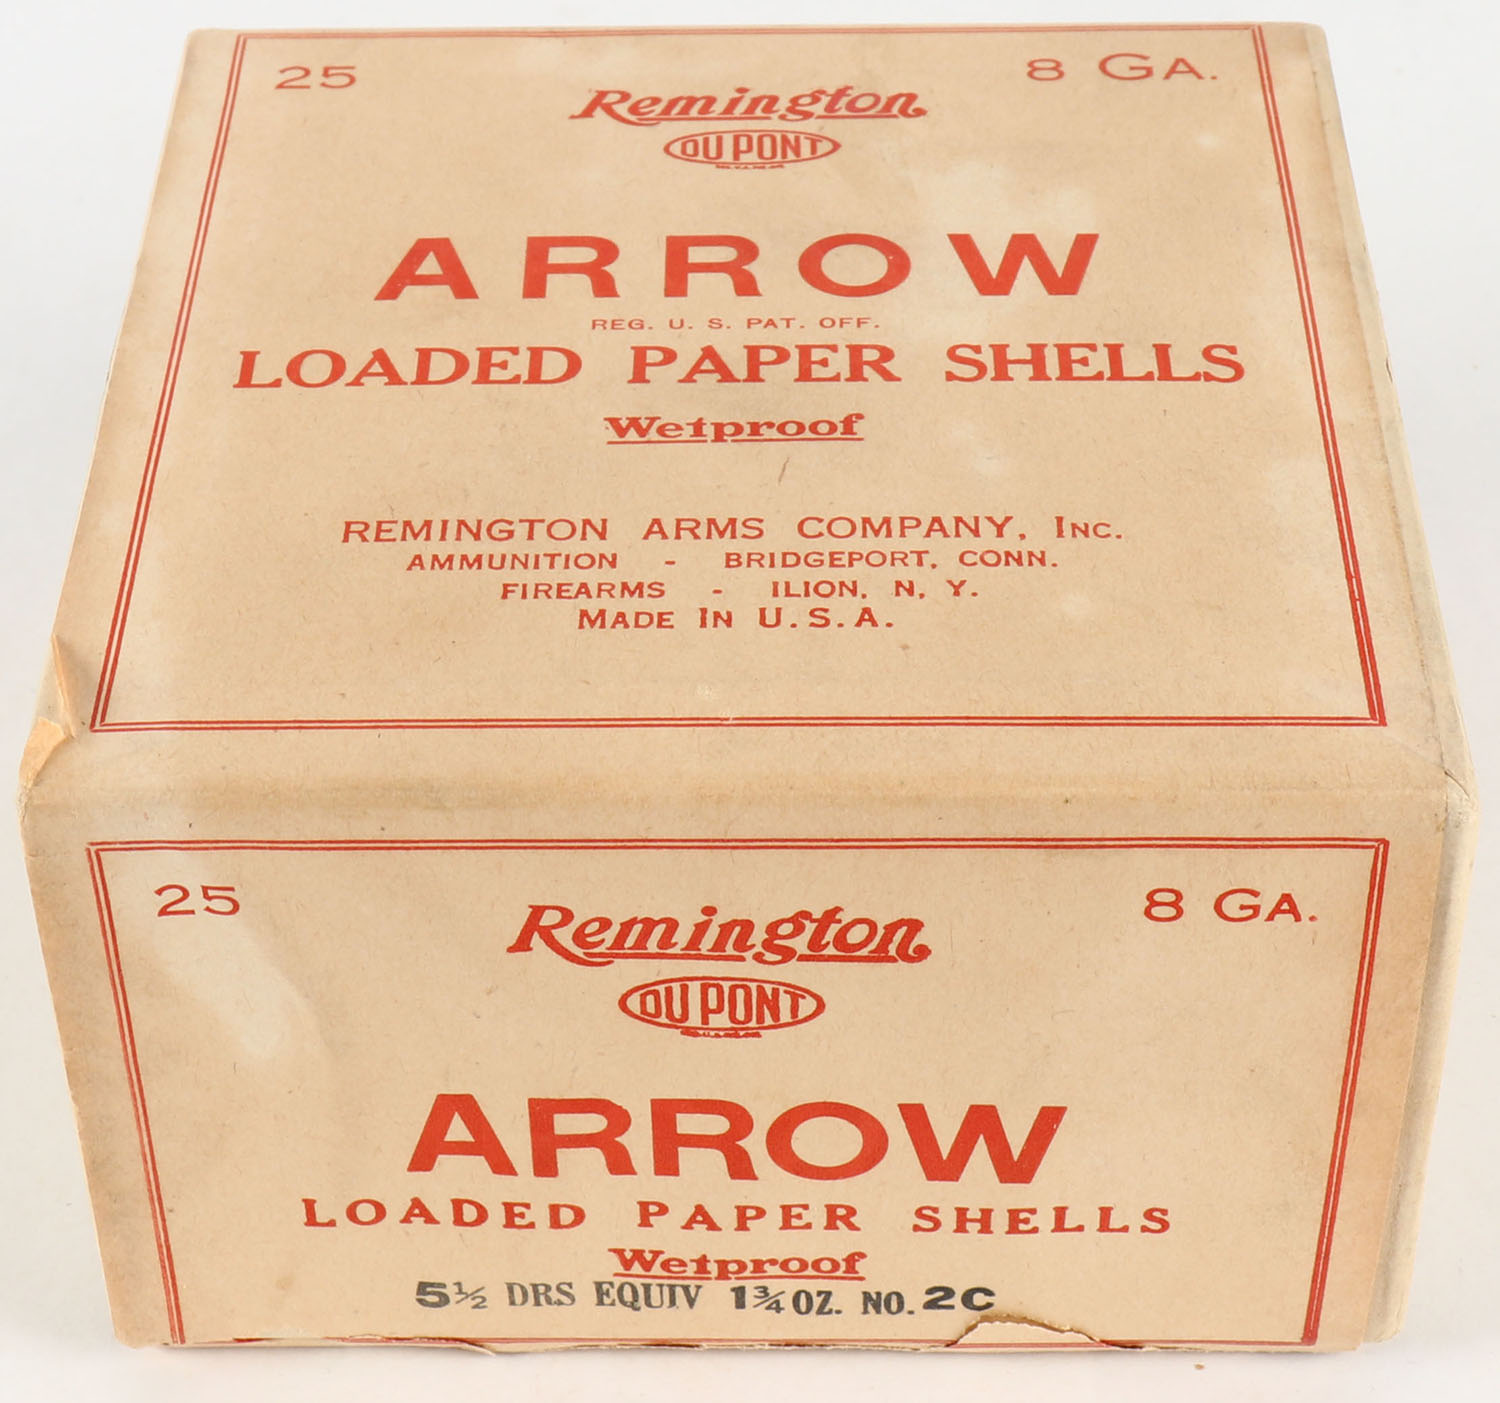 25 8 GA.
Remington
DU PONT
ARROW
REG. U. S. PAT. OFF.
LOADED PAPER SHELLS
Wetproof
REMINGTON ARMS COMPANY, INC.
AMMUNITION - BRIDGEPORT, CONN.
FIREARMS - ILION, N. Y.
MADE IN U.S.A.
25 8 GA.
Remington
DU PONT
ARROW
LOADED PAPER SHELLS
Wetproof
5½ DRS EQUIV 1¾ OZ. NO. 2C